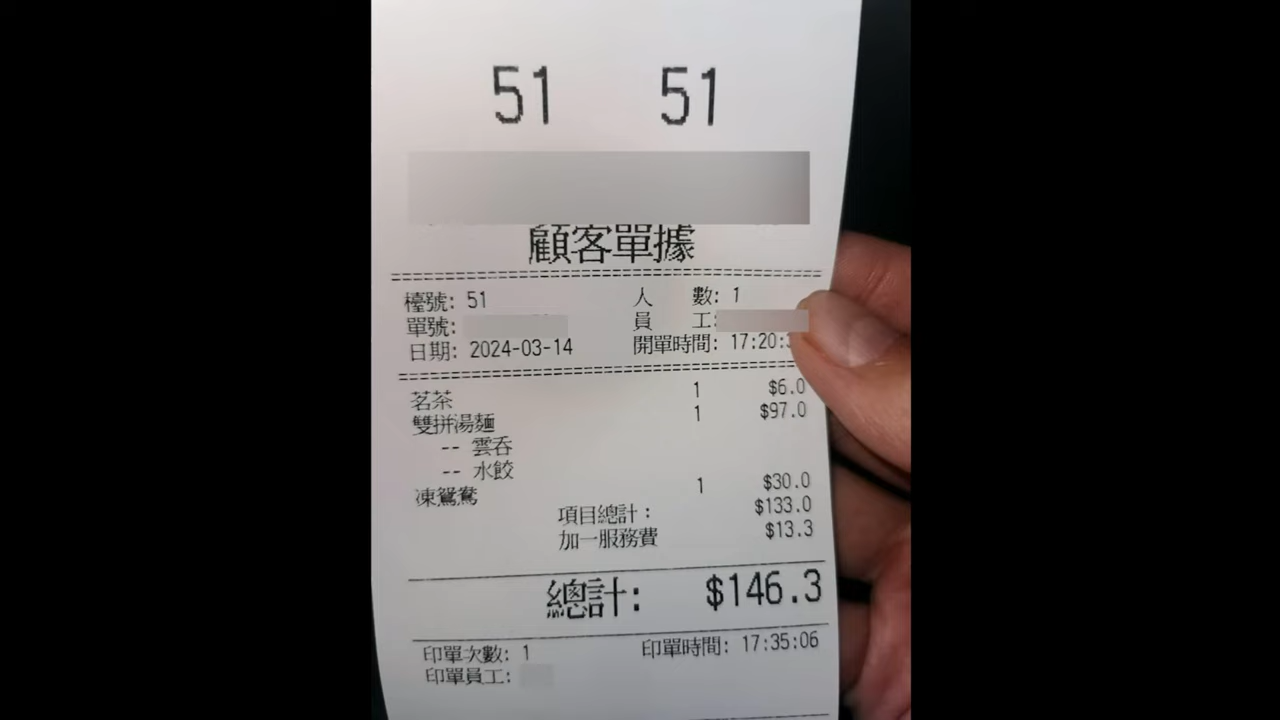 51 51
顧客單據
檯號: 51 人 數: 1
單號: 員 工:
日期: 2024-03-14 開單時間: 17:20:
茗茶 1 $6.0
雙拼湯麵 1 $97.0
-- 雲呑
-- 水餃
凍鴛鴦 1 $30.0
項目總計: $133.0
加一服務費 $13.3
總計: $146.3
印單次數: 1 印單時間: 17:35:06
印單員工: